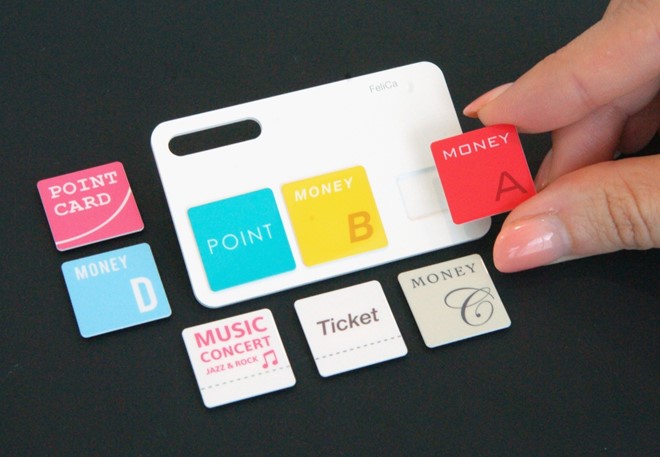 FeliCa
MONEY
A
MONEY
B
POINT
POINT
CARD
MONEY
D
MUSIC
CONCERT
JAZZ & ROCK
Ticket
MONEY
C